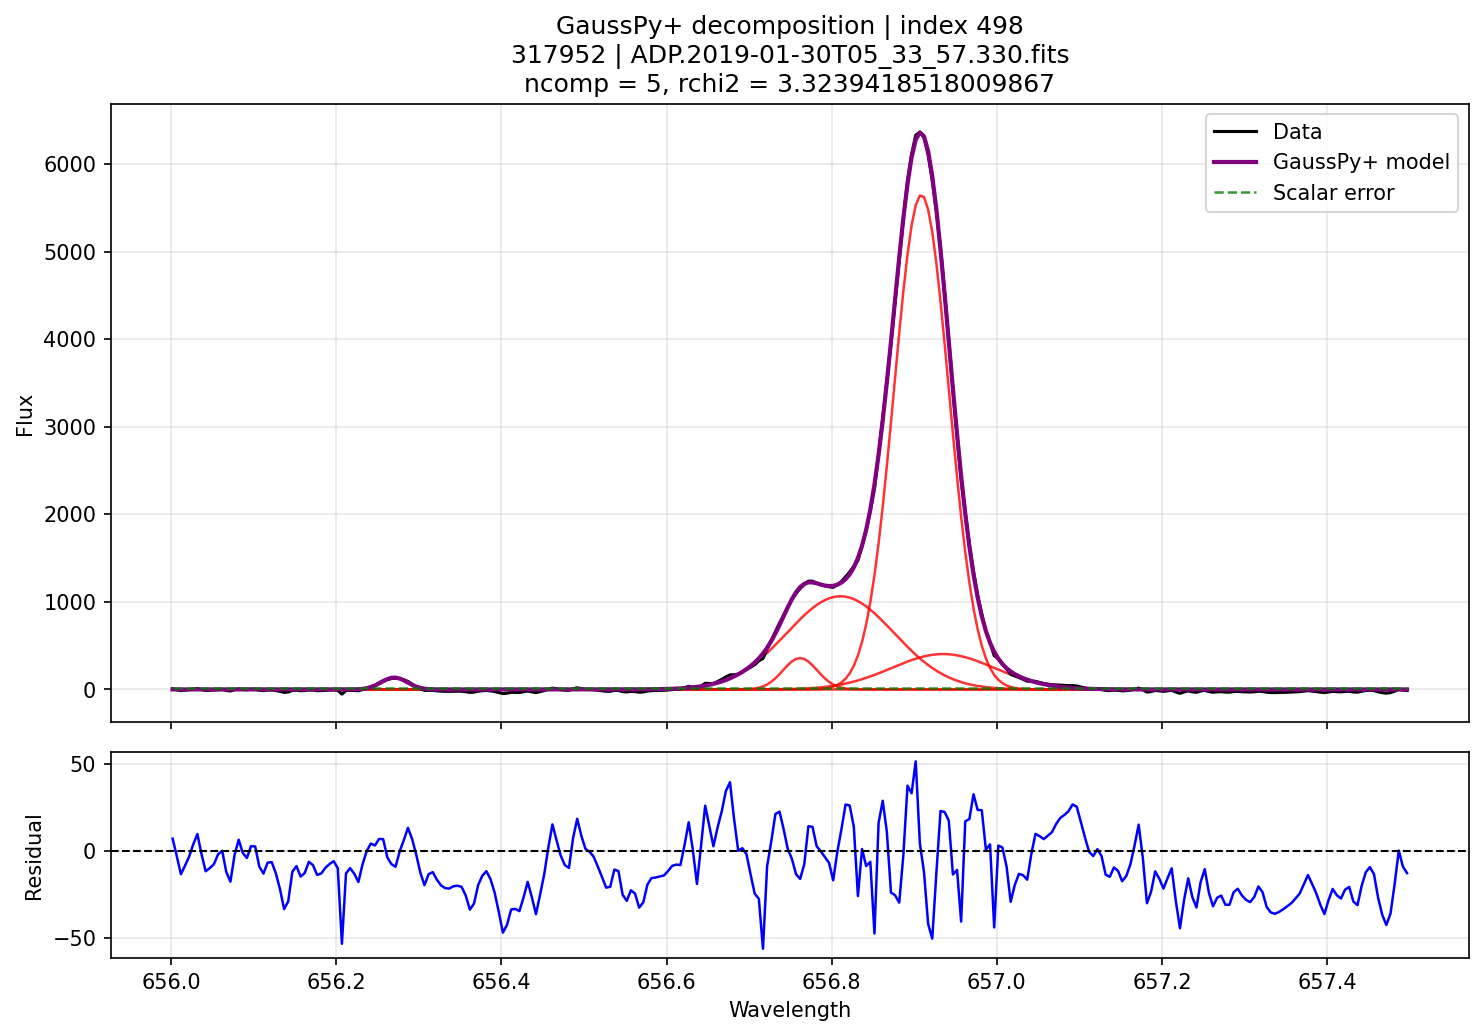 GaussPy+ decomposition | index 498
317952 | ADP.2019-01-30T05_33_57.330.fits
ncomp = 5, rchi2 = 3.3239418518009867
Data
GaussPy+ model
Scalar error
Flux
6000
5000
4000
3000
2000
1000
0
Residual
50
0
−50
656.0
656.2
656.4
656.6
656.8
657.0
657.2
657.4
Wavelength